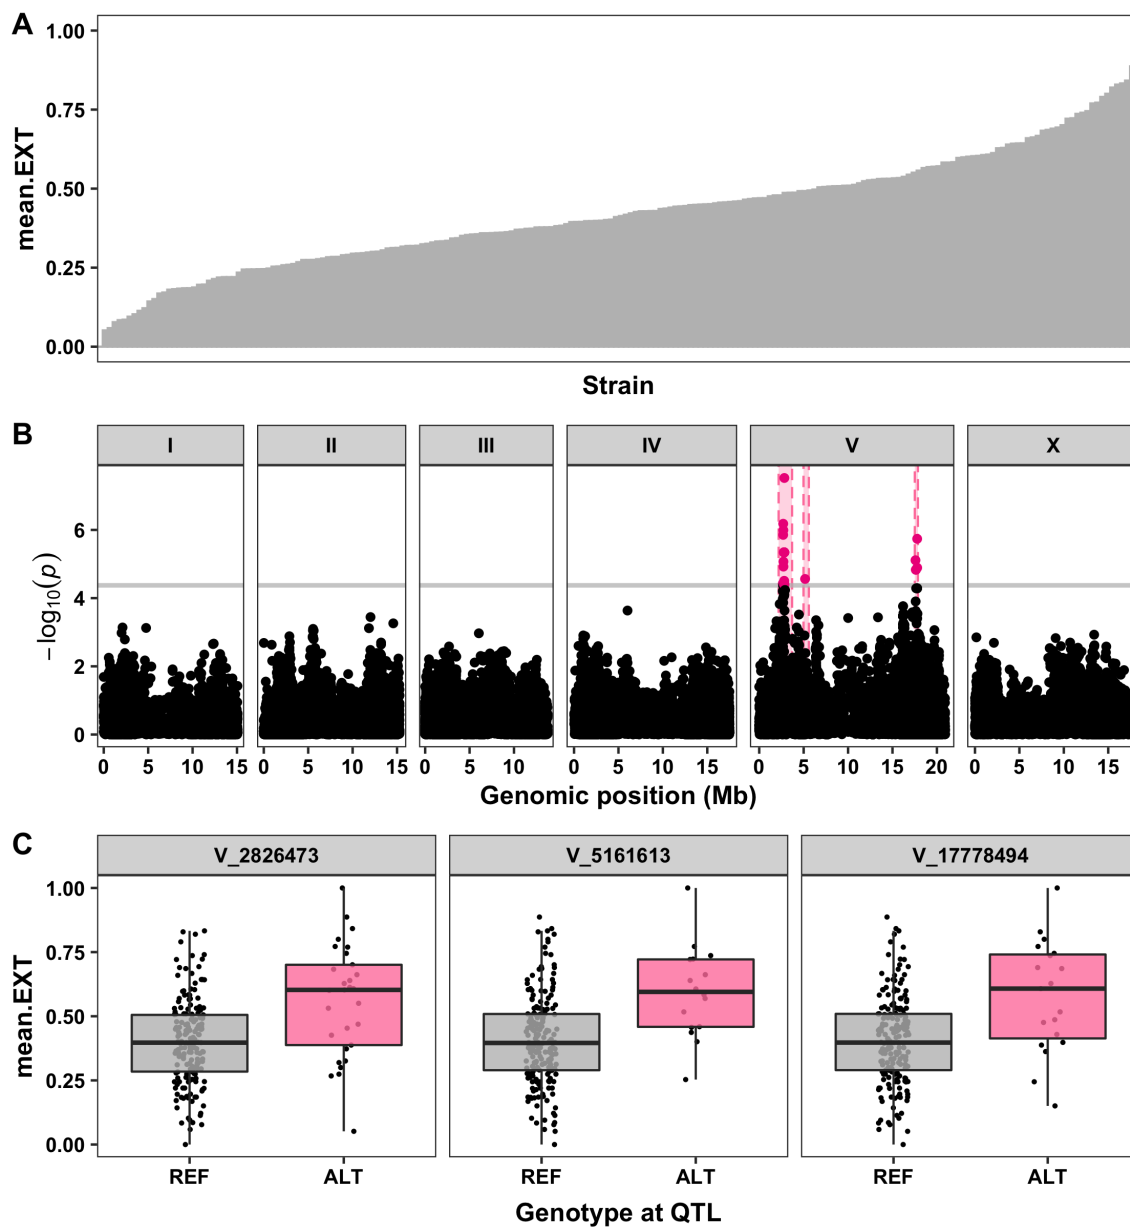 A
1.00
0.75
0.50
0.25
0.00
mean.EXT
Strain
B
I II III IV V X
6
4
2
0
−log10(p)
0 5 10 15 0 5 10 15 0 5 10 0 5 10 15 0 5 10 15 20 0 5 10 15
Genomic position (Mb)
C
V_2826473 V_5161613 V_17778494
1.00
0.75
0.50
0.25
0.00
mean.EXT
REF ALT REF ALT REF ALT
Genotype at QTL